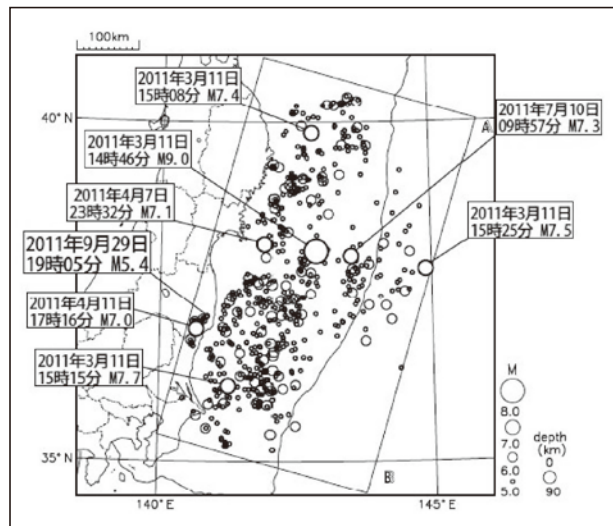 100km
2011年3月11日
15時08分 M7.4
40°N
2011年7月10日
09時57分 M7.3
A
2011年3月11日
14時46分 M9.0
2011年4月7日
23時32分 M7.1
2011年3月11日
15時25分 M7.5
2011年9月29日
19時05分 M5.4
2011年4月11日
17時16分 M7.0
2011年3月11日
15時15分 M7.7
M
8.0
7.0
6.0
5.0
depth
(km)
0
90
35°N
B
140°E
145°E